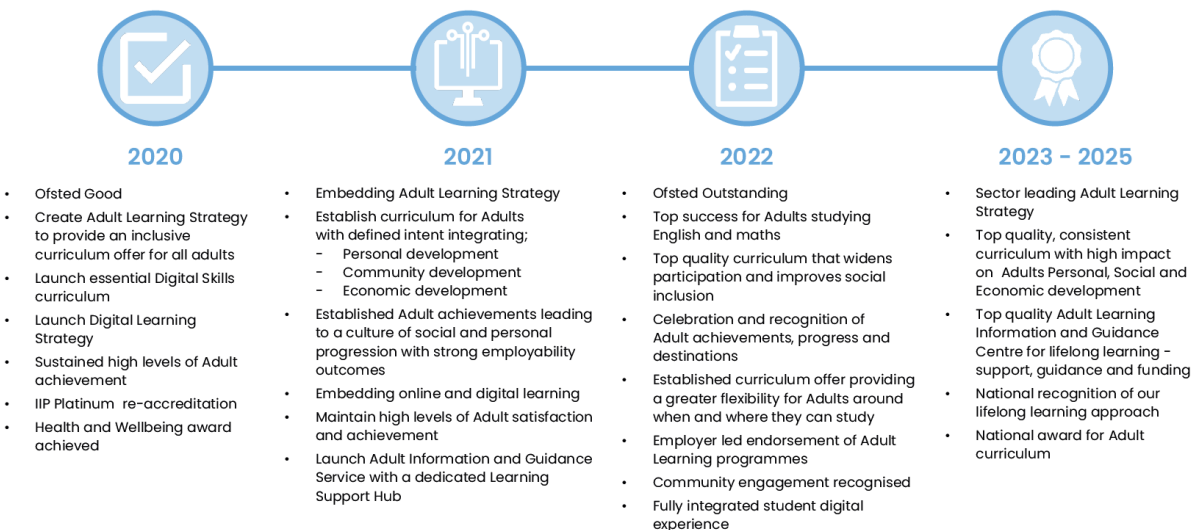 2020
• Ofsted Good
• Create Adult Learning Strategy
to provide an inclusive
curriculum offer for all adults
• Launch essential Digital Skills
curriculum
• Launch Digital Learning
Strategy
• Sustained high levels of Adult
achievement
• IIP Platinum re-accreditation
• Health and Wellbeing award
achieved
2021
• Embedding Adult Learning Strategy
• Establish curriculum for Adults
with defined intent integrating;
- Personal development
- Community development
- Economic development
• Established Adult achievements leading
to a culture of social and personal
progression with strong employability
outcomes
• Embedding online and digital learning
• Maintain high levels of Adult satisfaction
and achievement
• Launch Adult Information and Guidance
Service with a dedicated Learning
Support Hub
2022
• Ofsted Outstanding
• Top success for Adults studying
English and maths
• Top quality curriculum that widens
participation and improves social
inclusion
• Celebration and recognition of
Adult achievements, progress and
destinations
• Established curriculum offer providing
a greater flexibility for Adults around
when and where they can study
• Employer led endorsement of Adult
Learning programmes
• Community engagement recognised
• Fully integrated student digital
experience
2023 - 2025
• Sector leading Adult Learning
Strategy
• Top quality, consistent
curriculum with high impact
on Adults Personal, Social and
Economic development
• Top quality Adult Learning
Information and Guidance
Centre for lifelong learning -
support, guidance and funding
• National recognition of our
lifelong learning approach
• National award for Adult
curriculum